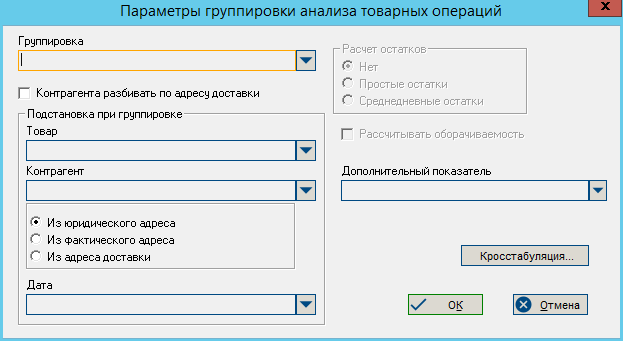 Параметры группировки анализа товарных операций
x
Группировка
Контрагента разбивать по адресу доставки
Подстановка при группировке
Товар
Контрагент
Из юридического адреса
Из фактического адреса
Из адреса доставки
Дата
Расчет остатков
Нет
Простые остатки
Среднедневные остатки
Рассчитывать оборачиваемость
Дополнительный показатель
Кросстабуляция...
ОК
Отмена